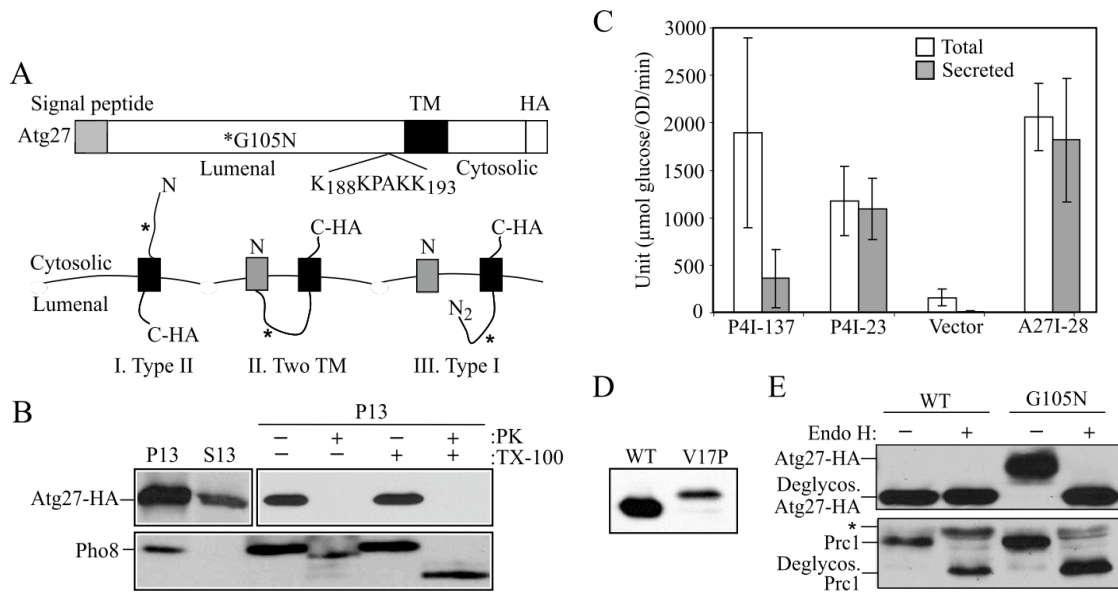 A
Signal peptide
TM
HA
Atg27
*G105N
Lumenal
Cytosolic
K188KPAKK193
N
*
C-HA
N
C-HA
N
Cytosolic
Lumenal
C-HA
*
N2
*
I. Type II
II. Two TM
III. Type I
B
P13
P13
S13
– + – + :PK
– – + + :TX-100
Atg27-HA
Pho8
C
3000
2500
2000
1500
1000
500
0
Unit (µmol glucose/OD/min)
Total
Secreted
P4I-137
P4I-23
Vector
A27I-28
D
WT
V17P
E
WT
G105N
Endo H: – + – +
Atg27-HA
Deglycos.
Atg27-HA
*
Prc1
Deglycos.
Prc1